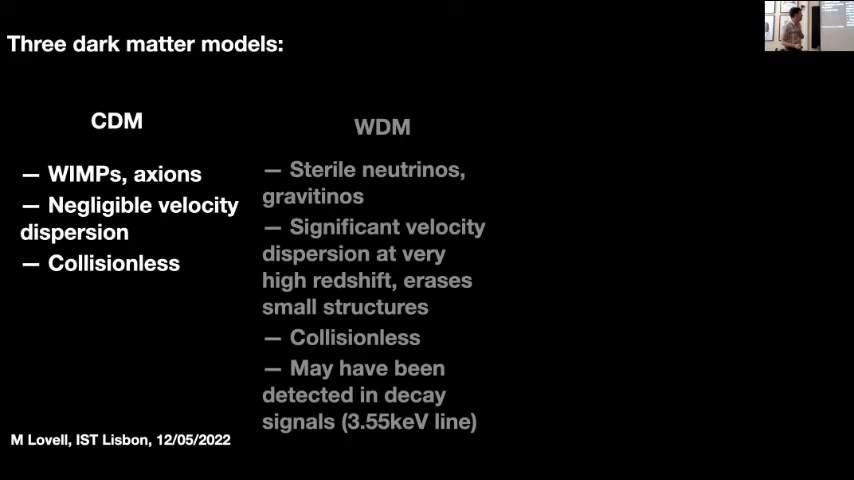 Three dark matter models:
CDM
— WIMPs, axions
— Negligible velocity
dispersion
— Collisionless
WDM
— Sterile neutrinos,
gravitinos
— Significant velocity
dispersion at very
high redshift, erases
small structures
— Collisionless
— May have been
detected in decay
signals (3.55keV line)
M Lovell, IST Lisbon, 12/05/2022